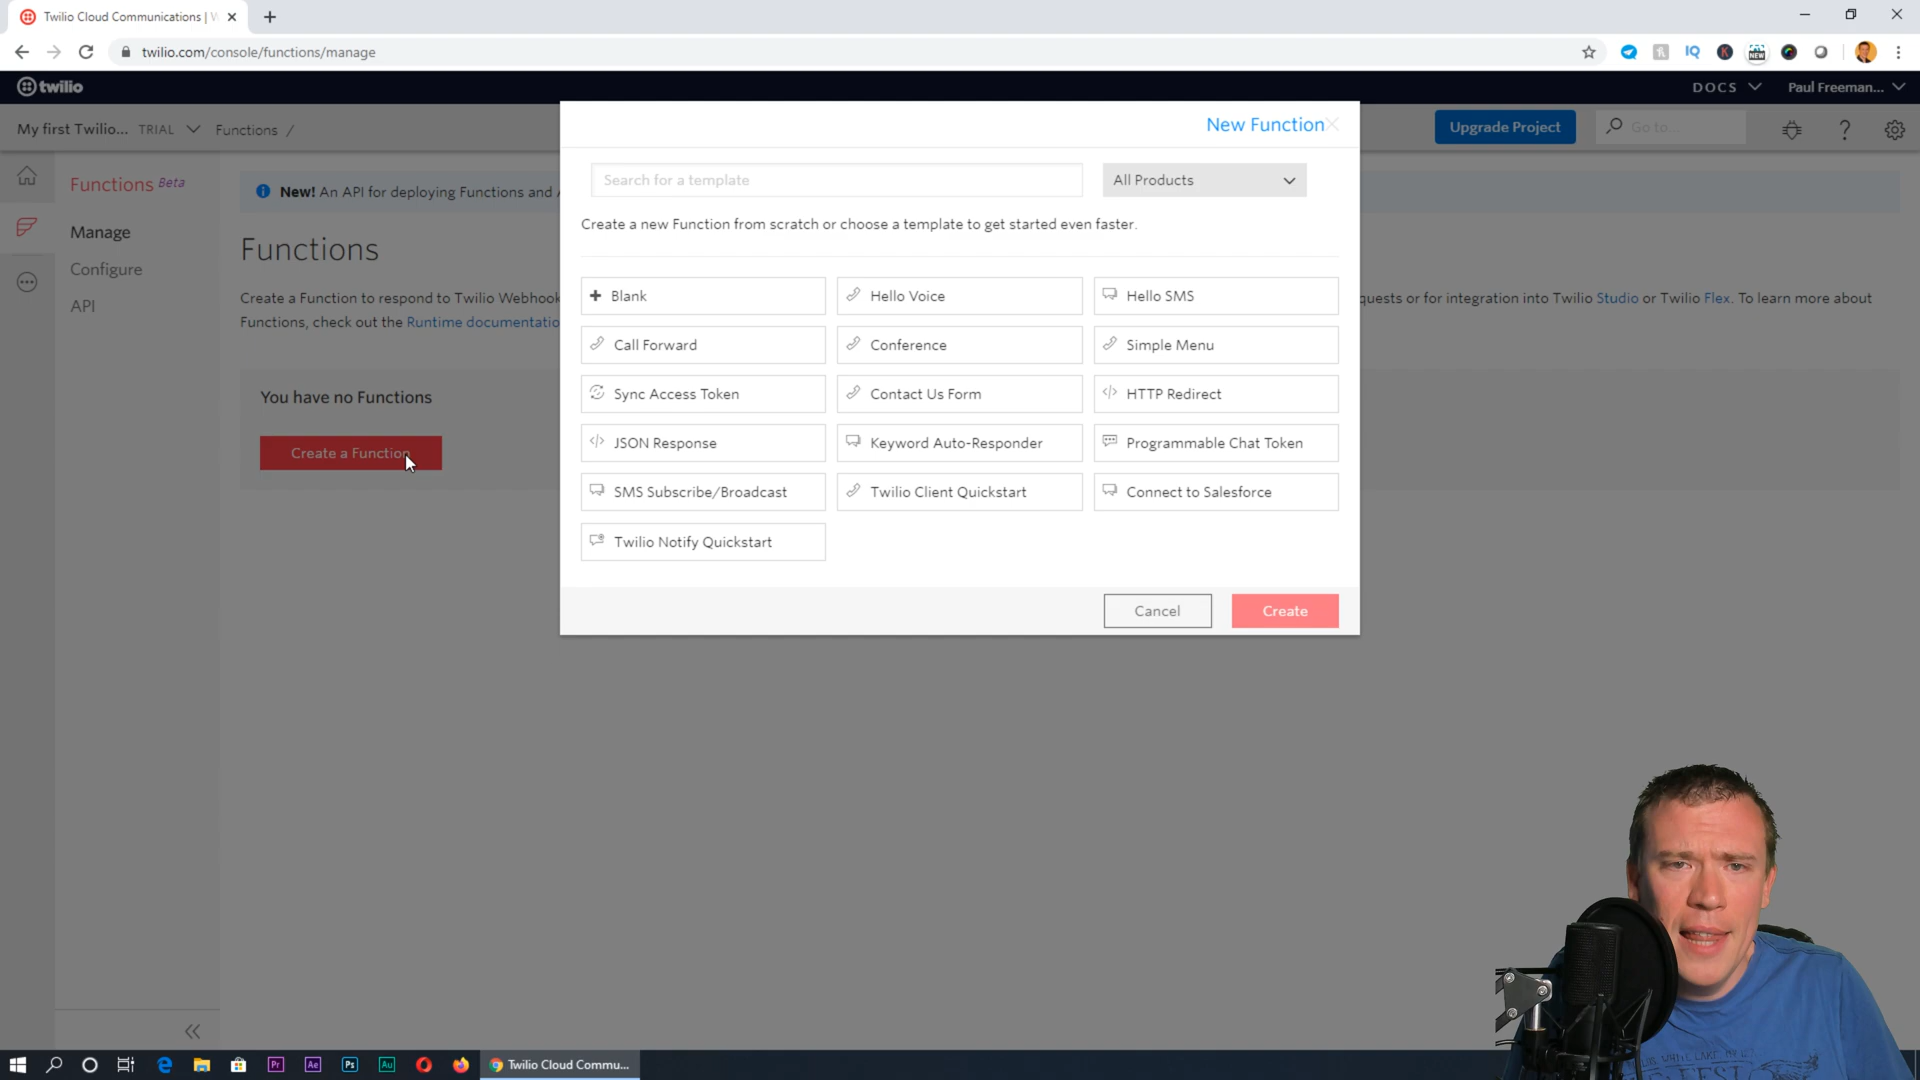 Twilio Cloud Communications |
twilio.com/console/functions/manage
IQ
NEW
twilio
DOCS
Paul Freeman...
My first Twilio... TRIAL
Functions /
Upgrade Project
Go to...
Functions Beta
Manage
Configure
API
New! An API for deploying Functions and
Functions
Create a Function to respond to Twilio Webhook
quests or for integration into Twilio Studio or Twilio Flex. To learn more about
Functions, check out the Runtime documentatio
You have no Functions
Create a Function
New Function
Search for a template
All Products
Create a new Function from scratch or choose a template to get started even faster.
Blank
Hello Voice
Hello SMS
Call Forward
Conference
Simple Menu
Sync Access Token
Contact Us Form
HTTP Redirect
JSON Response
Keyword Auto-Responder
Programmable Chat Token
SMS Subscribe/Broadcast
Twilio Client Quickstart
Connect to Salesforce
Twilio Notify Quickstart
Cancel
Create
Pr
Ae
Ps
Au
Twilio Cloud Commu...